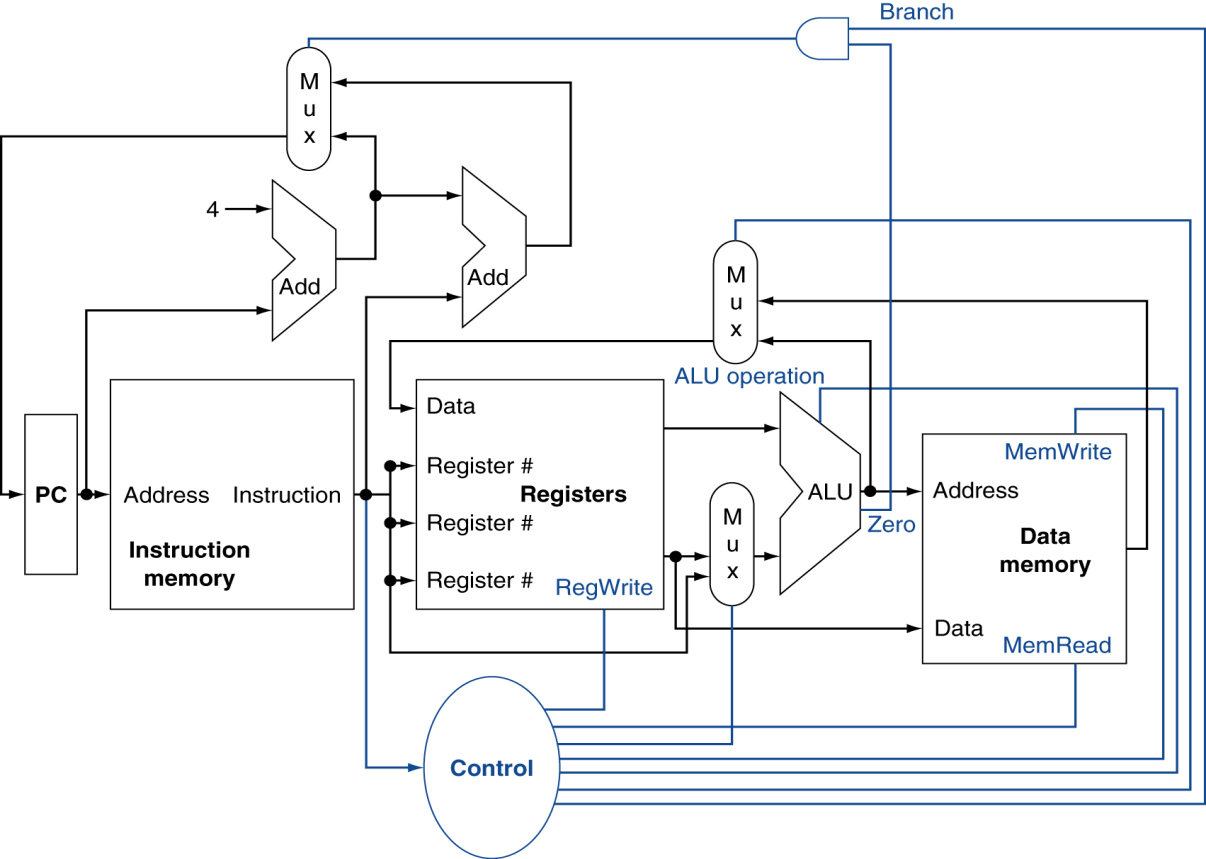 Branch
M
u
x
4
Add
Add
M
u
x
ALU operation
Data
Register #
Register #
Register #
Registers
RegWrite
PC
Address
Instruction
Instruction
memory
M
u
x
ALU
Zero
MemWrite
Address
Data
memory
Data
MemRead
Control